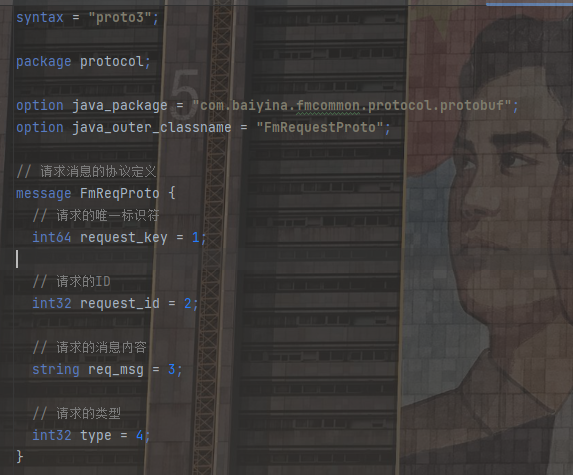 syntax = "proto3";
package protocol;
option java_package = "com.baiyina.fmcommon.protocol.protobuf";
option java_outer_classname = "FmRequestProto";
// 请求消息的协议定义
message FmReqProto {
// 请求的唯一标识符
int64 request_key = 1;
// 请求的ID
int32 request_id = 2;
// 请求的消息内容
string req_msg = 3;
// 请求的类型
int32 type = 4;
}
5